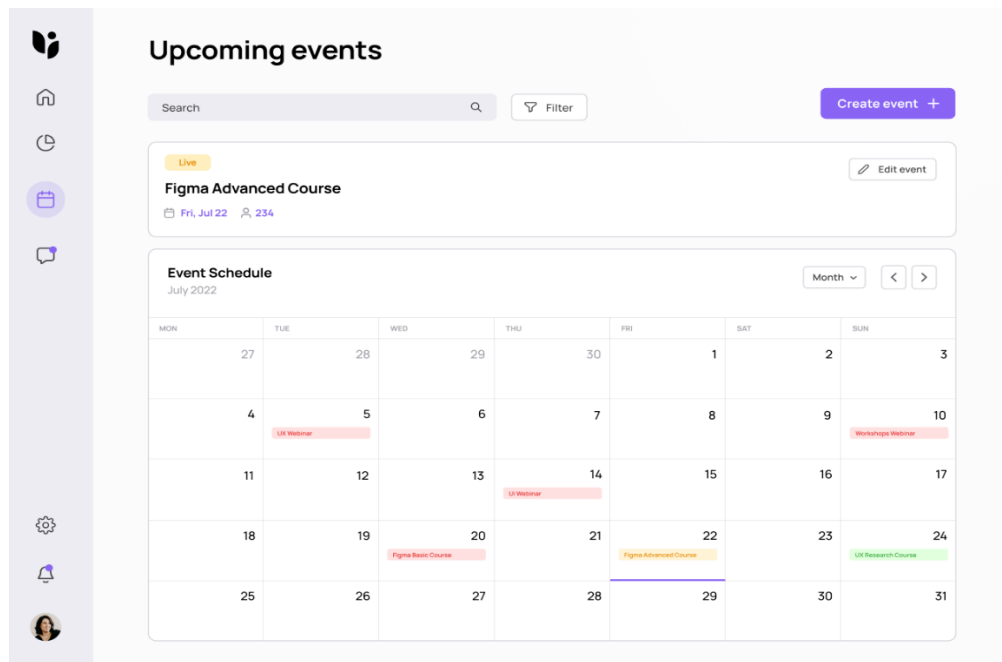 Upcoming events
Search
Filter
Create event +
Live
Figma Advanced Course
Edit event
Fri, Jul 22 234
Event Schedule
July 2022
Month
MON TUE WED THU FRI SAT SUN
27 28 29 30 1 2 3
4 5 6 7 8 9 10
UX Webinar Workshops Webinar
11 12 13 14 15 16 17
UI Webinar
18 19 20 21 22 23 24
Figma Basic Course Figma Advanced Course UX Research Course
25 26 27 28 29 30 31